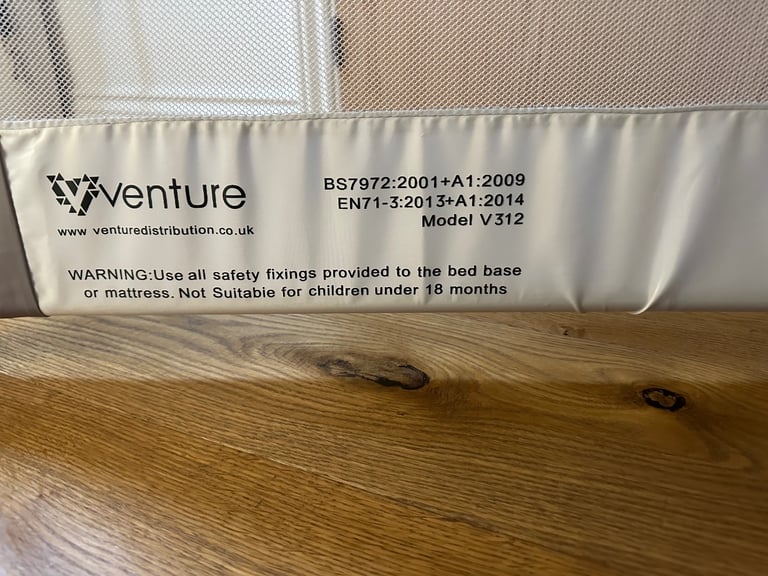 venture
www venturedistribution.co.uk
BS7972:2001+A1:2009
EN71-3:2013+A1:2014
Model V312
WARNING:Use all safety fixings provided to the bed base
or mattress. Not Suitabie for children under 18 months